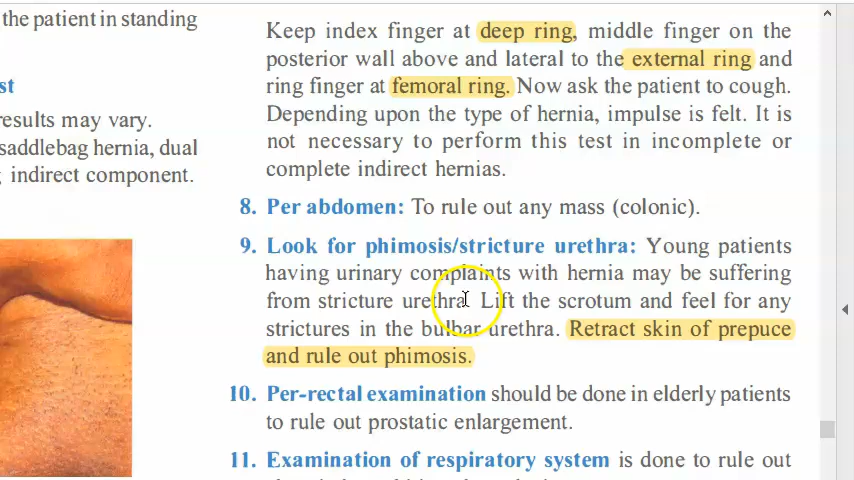 the patient in standing
st
results may vary.
saddlebag hernia, dual
indirect component.
Keep index finger at deep ring, middle finger on the
posterior wall above and lateral to the external ring and
ring finger at femoral ring. Now ask the patient to cough.
Depending upon the type of hernia, impulse is felt. It is
not necessary to perform this test in incomplete or
complete indirect hernias.
8. Per abdomen: To rule out any mass (colonic).
9. Look for phimosis/stricture urethra: Young patients
having urinary complaints with hernia may be suffering
from stricture urethra. Lift the scrotum and feel for any
strictures in the bulbar urethra. Retract skin of prepuce
and rule out phimosis.
10. Per-rectal examination should be done in elderly patients
to rule out prostatic enlargement.
11. Examination of respiratory system is done to rule out